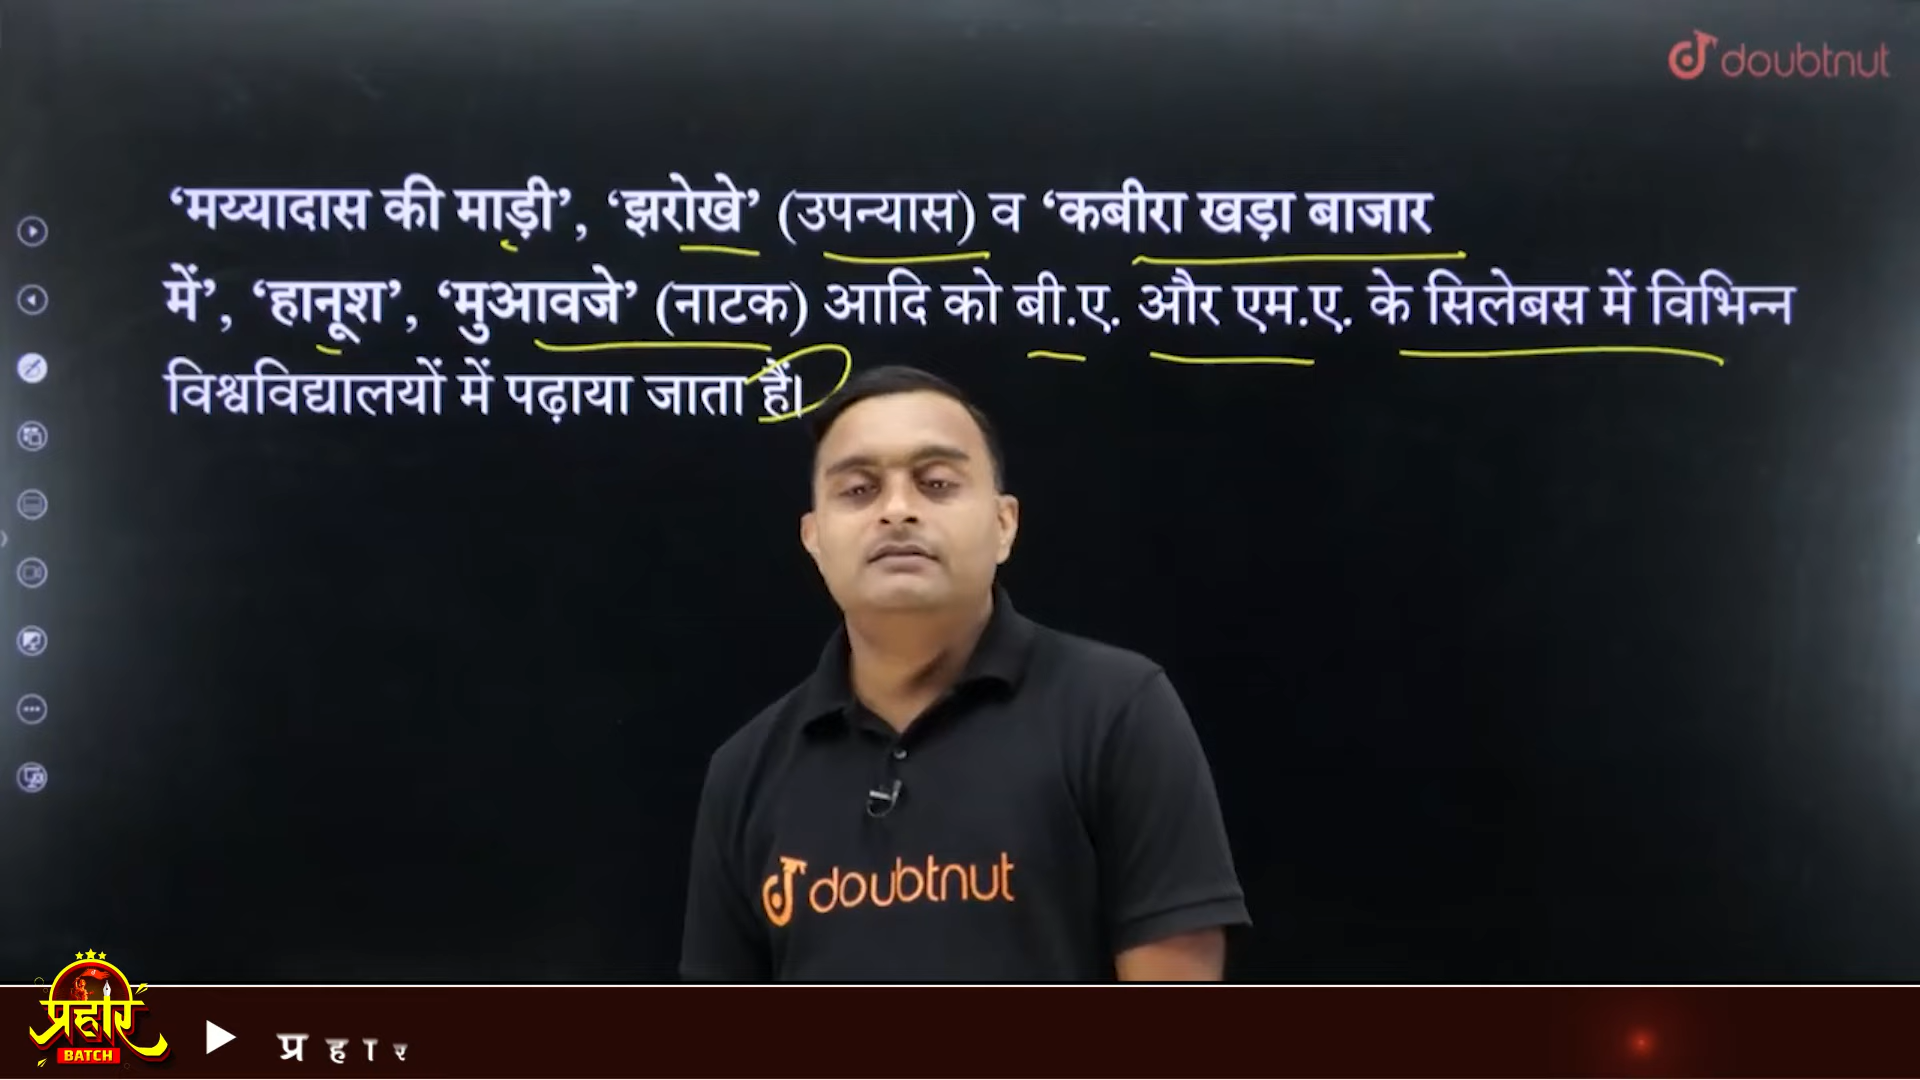 doubtnut
‘मय्यादास की माड़ी’, ‘झरोखे’ (उपन्यास) व ‘कबीरा खड़ा बाजार
में’, ‘हानूश’, ‘मुआवजे’ (नाटक) आदि को बी.ए. और एम.ए. के सिलेबस में विभिन्न
विश्वविद्यालयों में पढ़ाया जाता हैं।
doubtnut
प्रहार
BATCH
प्रहार